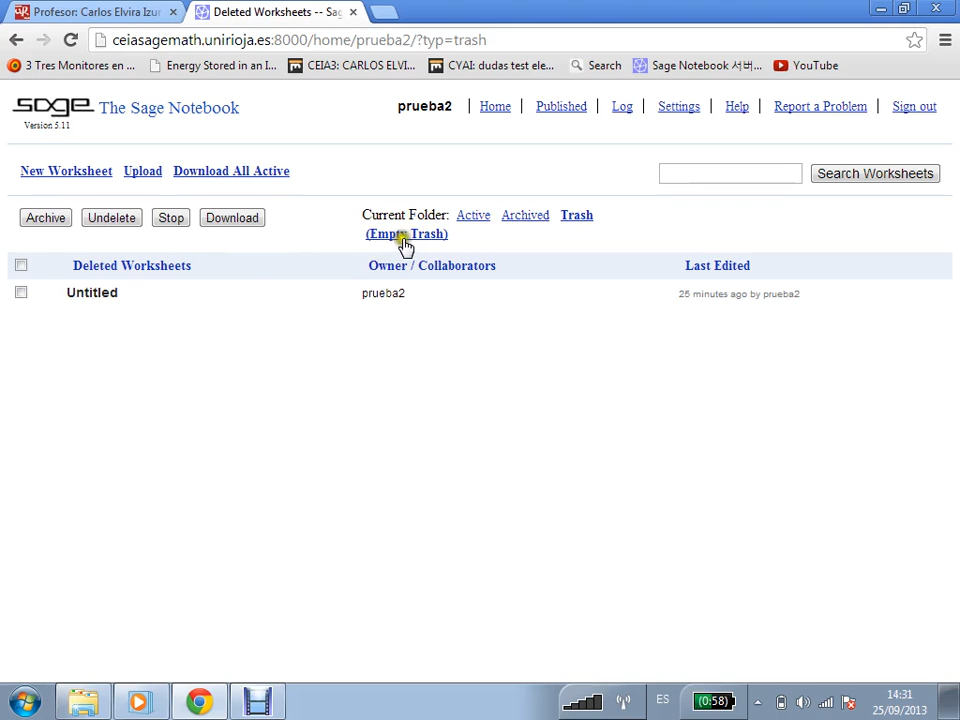 Profesor: Carlos Elvira Izur
Deleted Worksheets -- Sag
ceiasagemath.unirioja.es:8000/home/prueba2/?typ=trash
3 Tres Monitores en ...
Energy Stored in an I...
CEIA3: CARLOS ELVI...
CYAI: dudas test ele...
Search
Sage Notebook 서버...
YouTube
sage The Sage Notebook
Version 5.11
prueba2 | Home | Published | Log | Settings | Help | Report a Problem | Sign out
New Worksheet Upload Download All Active
Search Worksheets
Archive Undelete Stop Download
Current Folder: Active Archived Trash
(Empty Trash)
Deleted Worksheets Owner / Collaborators Last Edited
Untitled prueba2 25 minutes ago by prueba2
ES
(0:58)
14:31
25/09/2013